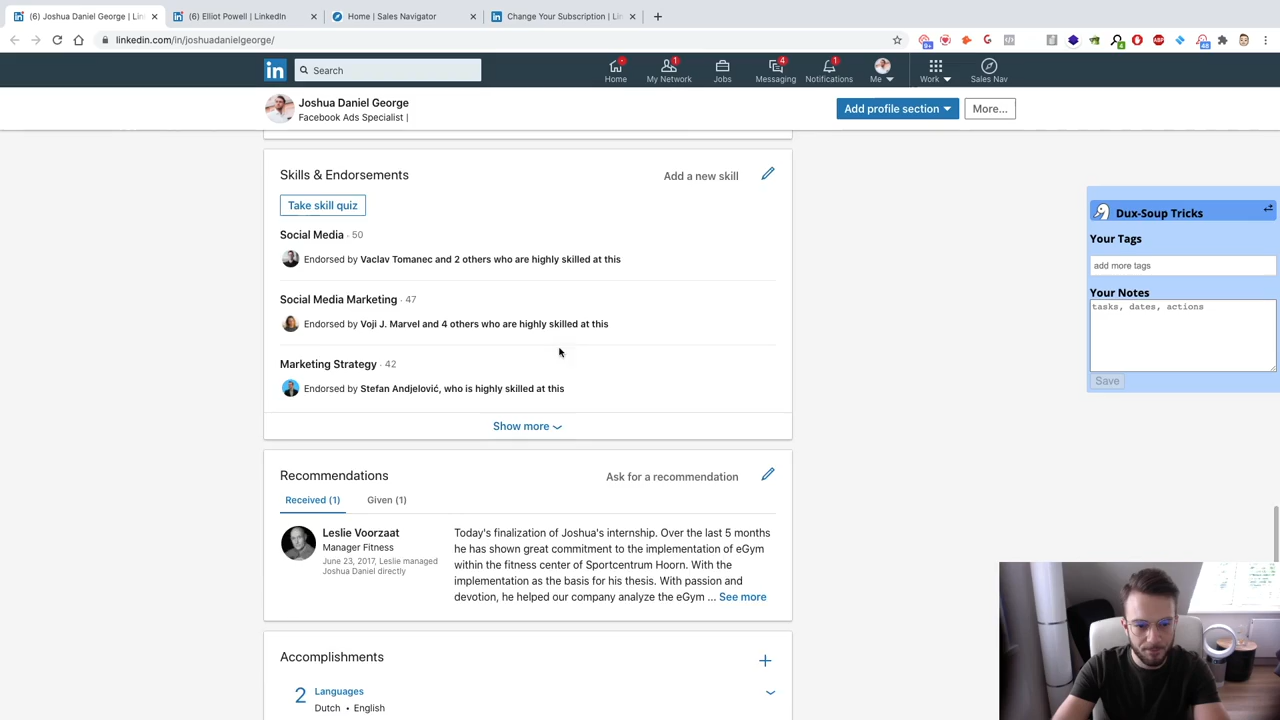 (6) Joshua Daniel George | Lin
(6) Elliot Powell | LinkedIn
Home | Sales Navigator
Change Your Subscription | Lin
linkedin.com/in/joshuadanielgeorge/
in
Search
Home
My Network
1
Jobs
Messaging
4
Notifications
1
Me
Work
Sales Nav
Joshua Daniel George
Facebook Ads Specialist |
Add profile section
More...
Skills & Endorsements
Add a new skill
Take skill quiz
Social Media · 50
Endorsed by Vaclav Tomanec and 2 others who are highly skilled at this
Social Media Marketing · 47
Endorsed by Voji J. Marvel and 4 others who are highly skilled at this
Marketing Strategy · 42
Endorsed by Stefan Andjelović, who is highly skilled at this
Show more
Recommendations
Ask for a recommendation
Received (1)
Given (1)
Leslie Voorzaat
Manager Fitness
June 23, 2017, Leslie managed
Joshua Daniel directly
Today's finalization of Joshua's internship. Over the last 5 months
he has shown great commitment to the implementation of eGym
within the fitness center of Sportcentrum Hoorn. With the
implementation as the basis for his thesis. With passion and
devotion, he helped our company analyze the eGym ... See more
Accomplishments
2
Languages
Dutch • English
Dux-Soup Tricks
Your Tags
add more tags
Your Notes
tasks, dates, actions
Save